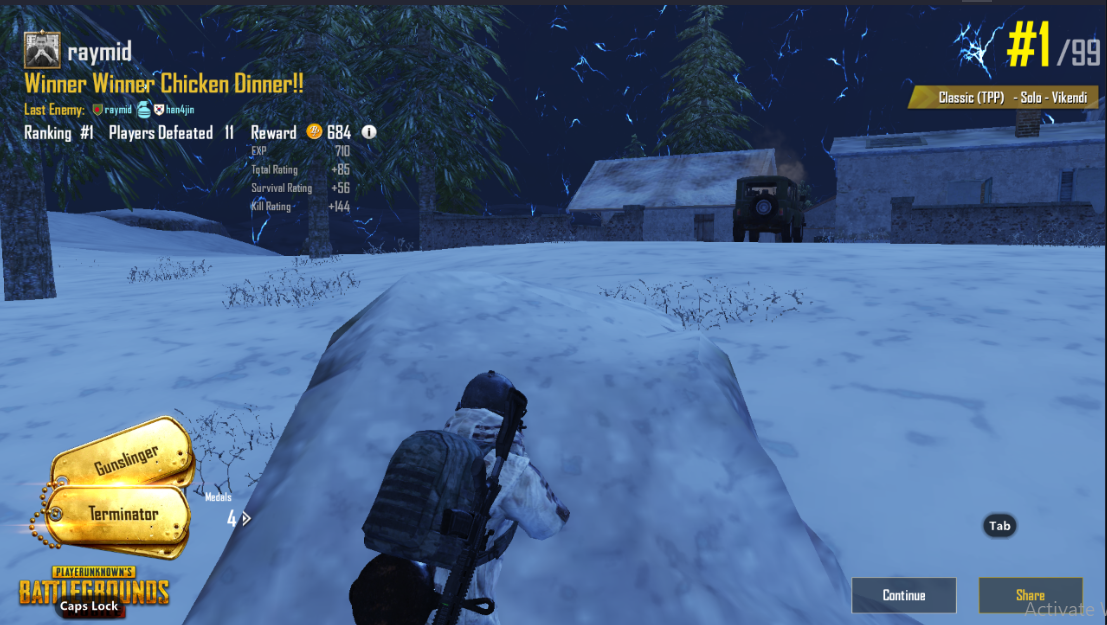 raymid
#1 /99
Winner Winner Chicken Dinner!!
Classic (TPP) - Solo - Vikendi
Last Enemy: raymid han4jin
Ranking #1 Players Defeated 11 Reward 684
EXP 710
Total Rating +85
Survival Rating +56
Kill Rating +144
Gunslinger
Terminator
Medals
4
Tab
PLAYERUNKNOWN'S
BATTLEGROUNDS
Caps Lock
Continue
Share
Activate